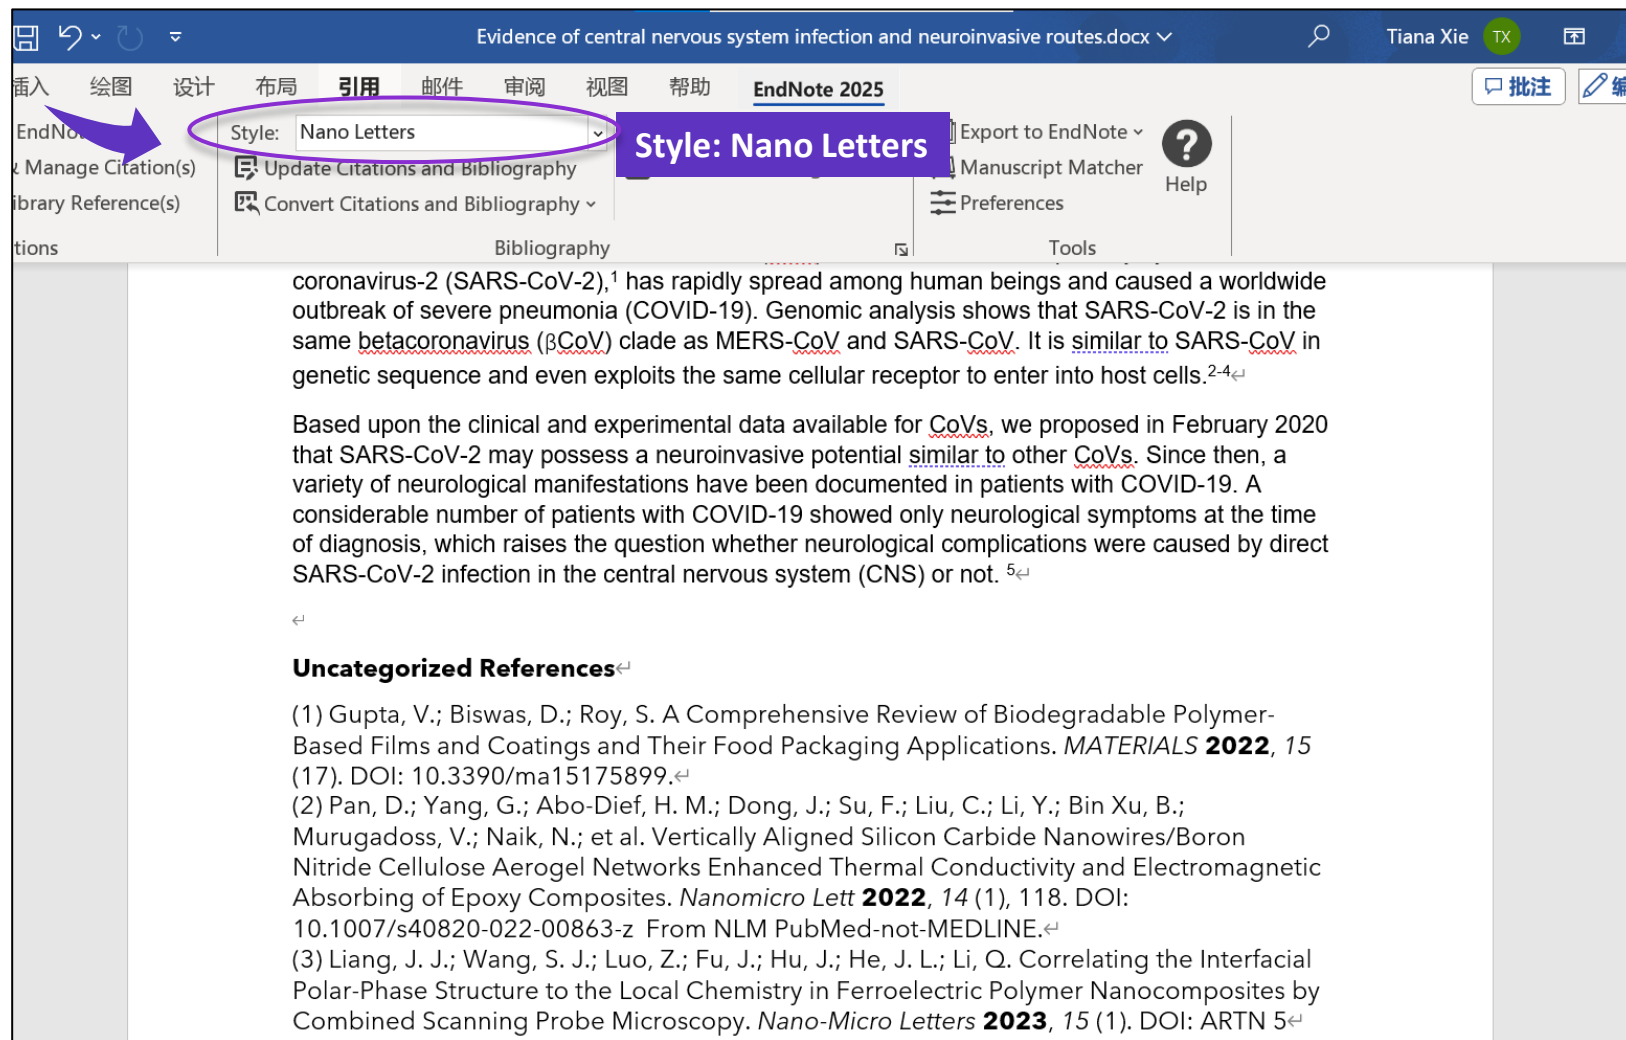 Evidence of central nervous system infection and neuroinvasive routes.docx
Tiana Xie
TX
插入 绘图 设计 布局 引用 邮件 审阅 视图 帮助 EndNote 2025
批注
Style: Nano Letters
Style: Nano Letters
Export to EndNote
Manage Citation(s)
Update Citations and Bibliography
Manuscript Matcher
Help
Reference(s)
Convert Citations and Bibliography
Preferences
Bibliography
Tools
coronavirus-2 (SARS-CoV-2),1 has rapidly spread among human beings and caused a worldwide
outbreak of severe pneumonia (COVID-19). Genomic analysis shows that SARS-CoV-2 is in the
same betacoronavirus (βCoV) clade as MERS-CoV and SARS-CoV. It is similar to SARS-CoV in
genetic sequence and even exploits the same cellular receptor to enter into host cells.2-4↵
Based upon the clinical and experimental data available for CoVs, we proposed in February 2020
that SARS-CoV-2 may possess a neuroinvasive potential similar to other CoVs. Since then, a
variety of neurological manifestations have been documented in patients with COVID-19. A
considerable number of patients with COVID-19 showed only neurological symptoms at the time
of diagnosis, which raises the question whether neurological complications were caused by direct
SARS-CoV-2 infection in the central nervous system (CNS) or not. 5↵
↵
Uncategorized References↵
(1) Gupta, V.; Biswas, D.; Roy, S. A Comprehensive Review of Biodegradable Polymer-
Based Films and Coatings and Their Food Packaging Applications. MATERIALS 2022, 15
(17). DOI: 10.3390/ma15175899.↵
(2) Pan, D.; Yang, G.; Abo-Dief, H. M.; Dong, J.; Su, F.; Liu, C.; Li, Y.; Bin Xu, B.;
Murugadoss, V.; Naik, N.; et al. Vertically Aligned Silicon Carbide Nanowires/Boron
Nitride Cellulose Aerogel Networks Enhanced Thermal Conductivity and Electromagnetic
Absorbing of Epoxy Composites. Nanomicro Lett 2022, 14 (1), 118. DOI:
10.1007/s40820-022-00863-z  From NLM PubMed-not-MEDLINE.↵
(3) Liang, J. J.; Wang, S. J.; Luo, Z.; Fu, J.; Hu, J.; He, J. L.; Li, Q. Correlating the Interfacial
Polar-Phase Structure to the Local Chemistry in Ferroelectric Polymer Nanocomposites by
Combined Scanning Probe Microscopy. Nano-Micro Letters 2023, 15 (1). DOI: ARTN 5↵